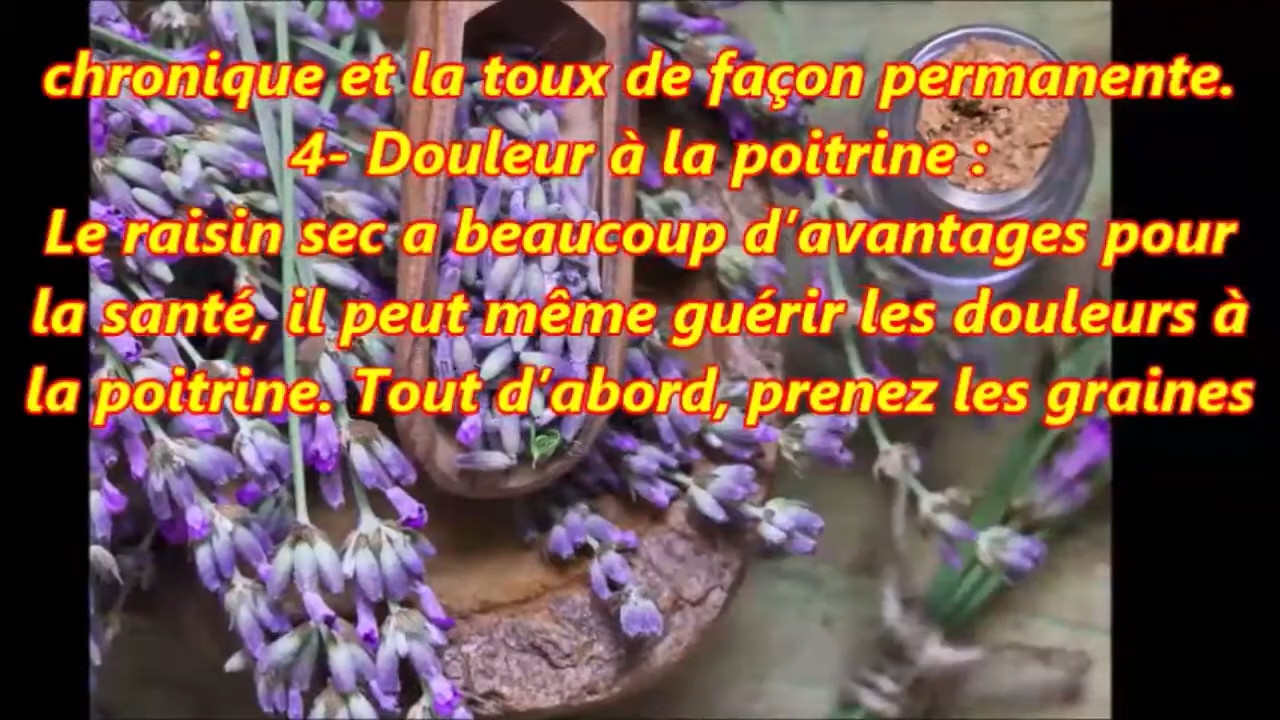 chronique et la toux de façon permanente.
4- Douleur à la poitrine :
Le raisin sec a beaucoup d’avantages pour
la santé, il peut même guérir les douleurs à
la poitrine. Tout d’abord, prenez les graines